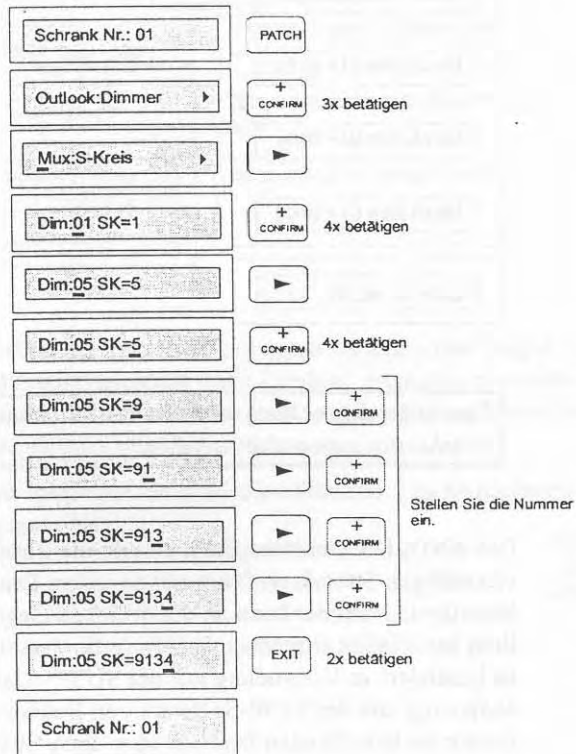 Schrank Nr.: 01 PATCH
Outlook:Dimmer + CONFIRM 3x betätigen
Mux:S-Kreis
Dim:01 SK=1 + CONFIRM 4x betätigen
Dim:05 SK=5
Dim:05 SK=5 + CONFIRM 4x betätigen
Dim:05 SK=9 + CONFIRM
Dim:05 SK=91 + CONFIRM
Stellen Sie die Nummer
ein.
Dim:05 SK=913 + CONFIRM
Dim:05 SK=9134 + CONFIRM
Dim:05 SK=9134 EXIT 2x betätigen
Schrank Nr.: 01